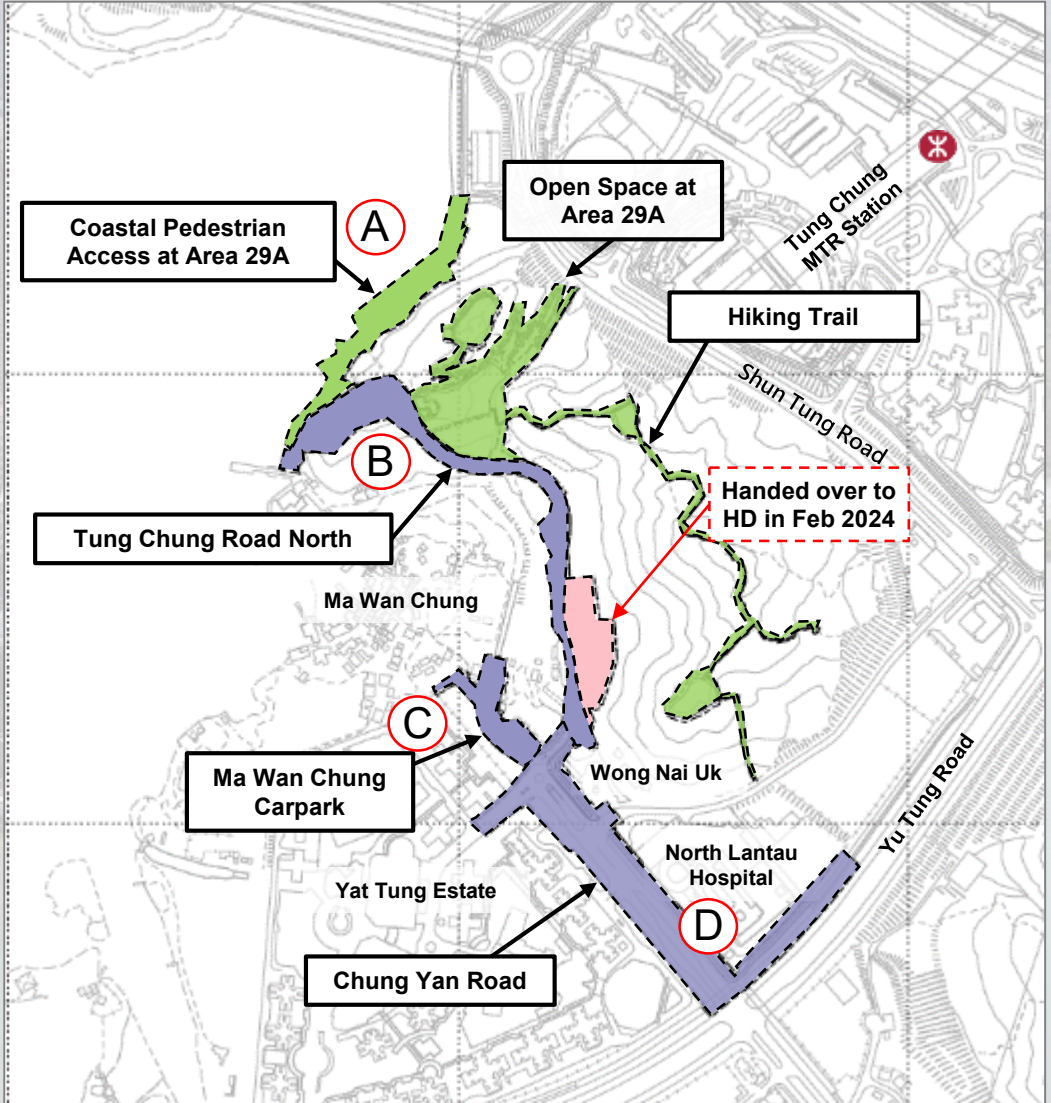 Open Space at
Area 29A
A
Coastal Pedestrian
Access at Area 29A
Tung Chung
MTR Station
Hiking Trail
Shun Tung Road
B
Handed over to
HD in Feb 2024
Tung Chung Road North
Ma Wan Chung
C
Ma Wan Chung
Carpark
Wong Nai Uk
Yu Tung Road
North Lantau
Hospital
Yat Tung Estate
D
Chung Yan Road